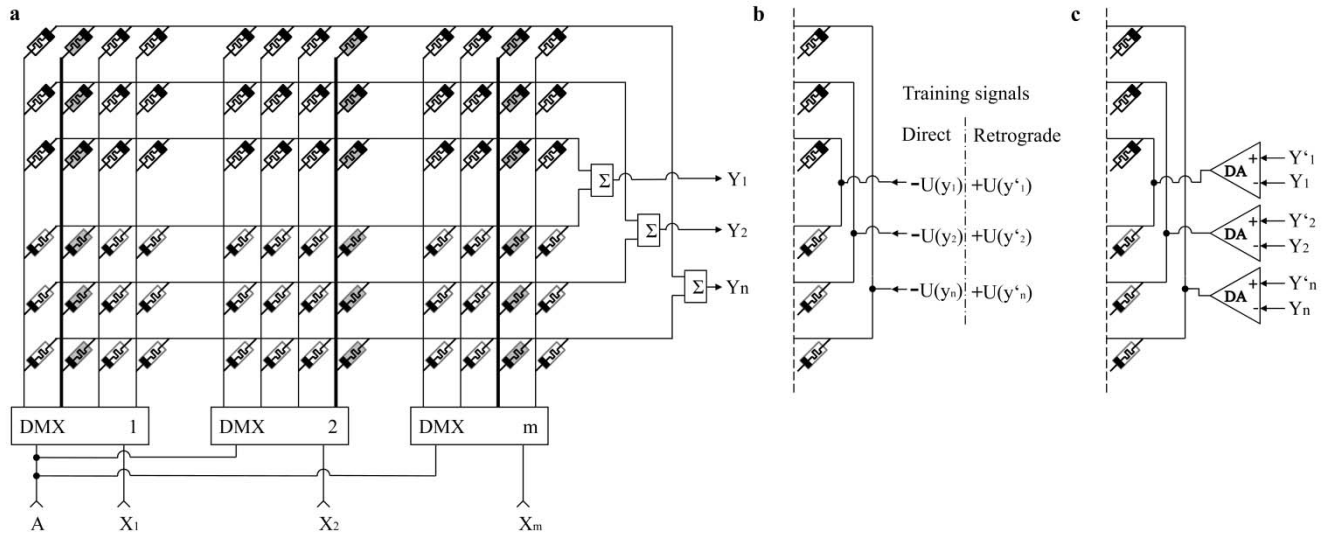 a
Σ
Y1
Σ
Y2
Σ
Yn
DMX 1
DMX 2
DMX m
A
X1
X2
Xm
b
Training signals
Direct
Retrograde
-U(y1) +U(y‘1)
-U(y2) +U(y‘2)
-U(yn) +U(y‘n)
c
DA
+
-
Y‘1
Y1
DA
+
-
Y‘2
Y2
DA
+
-
Y‘n
Yn